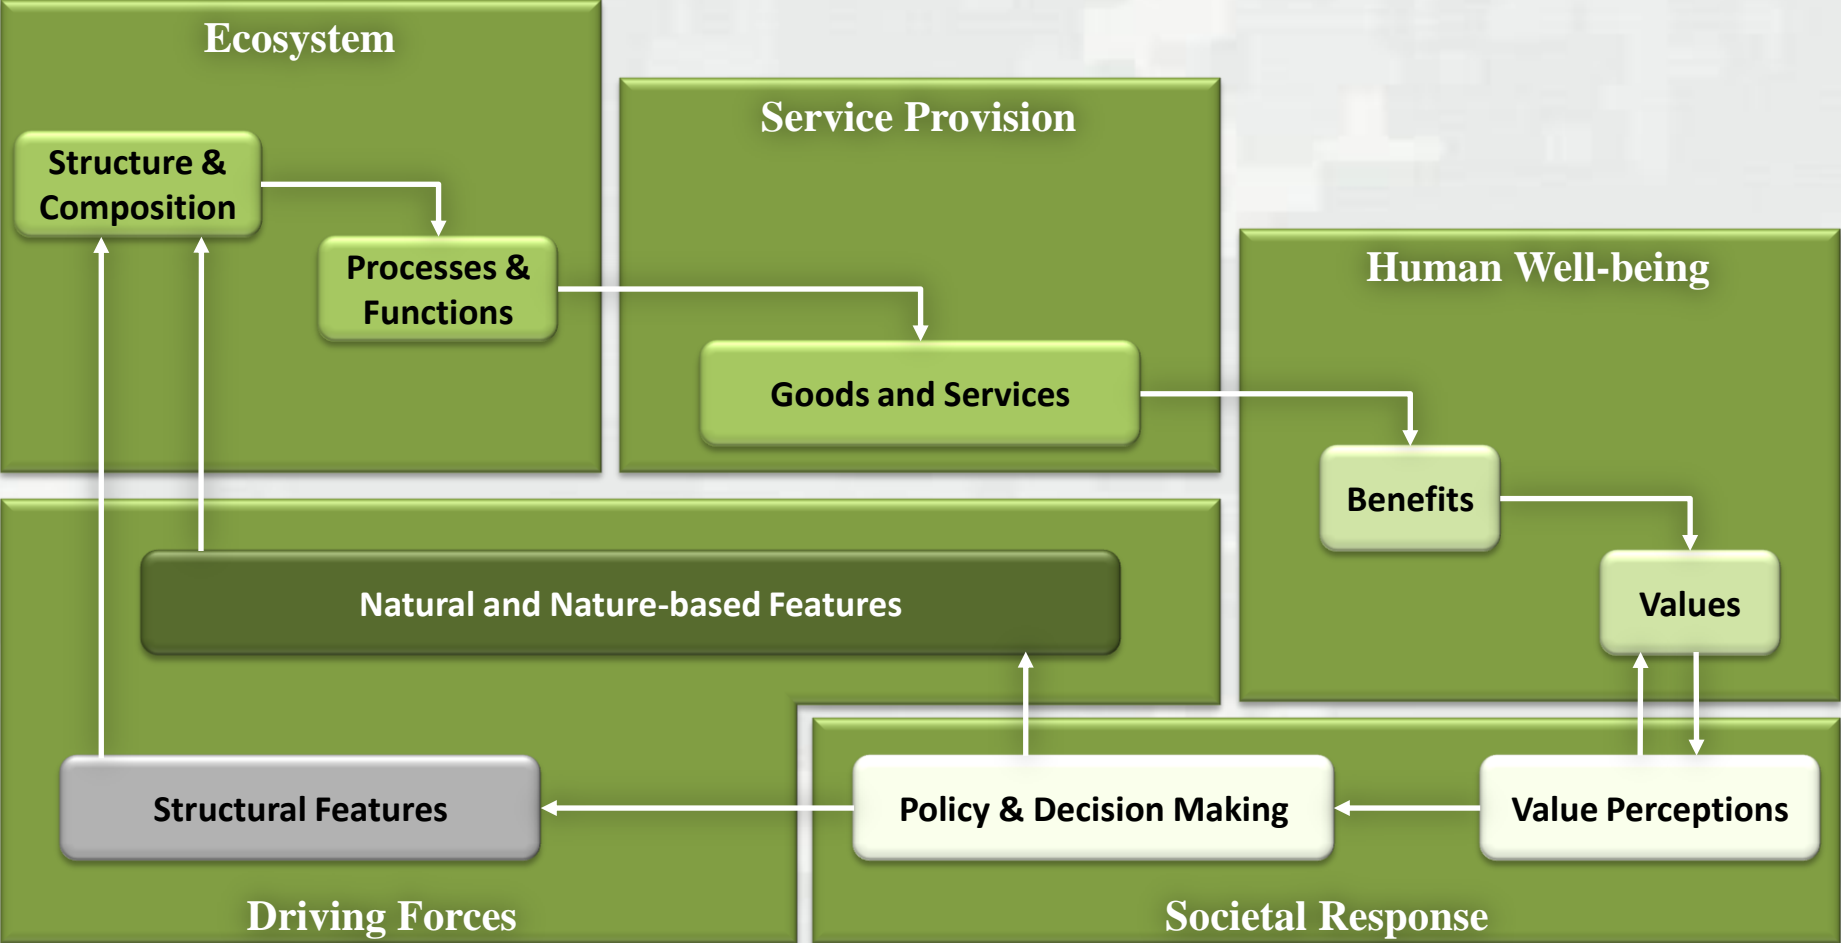 Ecosystem
Structure &
Composition
Processes &
Functions
Service Provision
Goods and Services
Human Well-being
Benefits
Values
Natural and Nature-based Features
Structural Features
Driving Forces
Policy & Decision Making
Value Perceptions
Societal Response